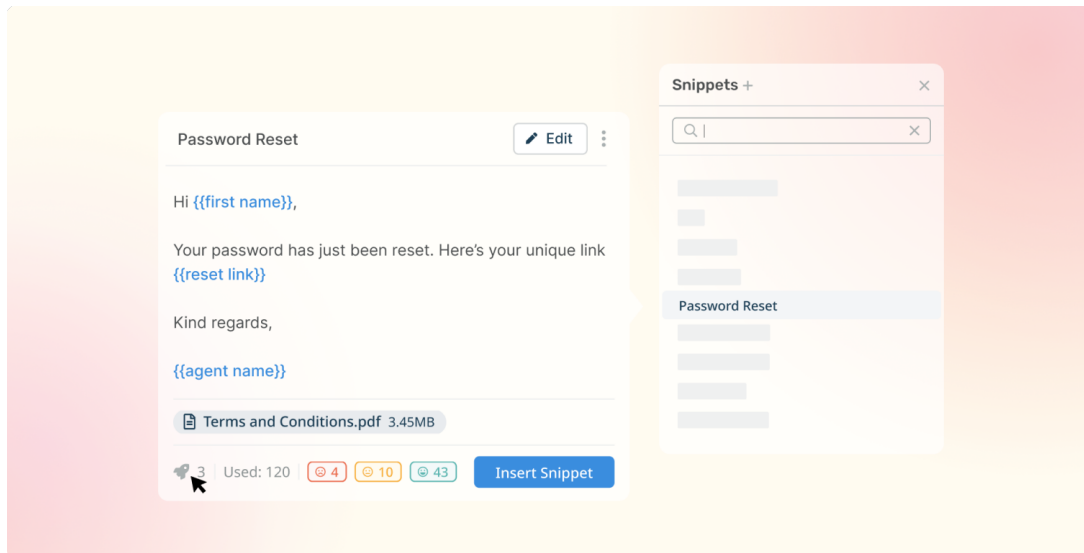 Snippets +
Password Reset
Edit
Hi {{first name}},
Your password has just been reset. Here's your unique link
{{reset link}}
Kind regards,
{{agent name}}
Terms and Conditions.pdf 3.45MB
3 Used: 120 4 10 43 Insert Snippet
Password Reset